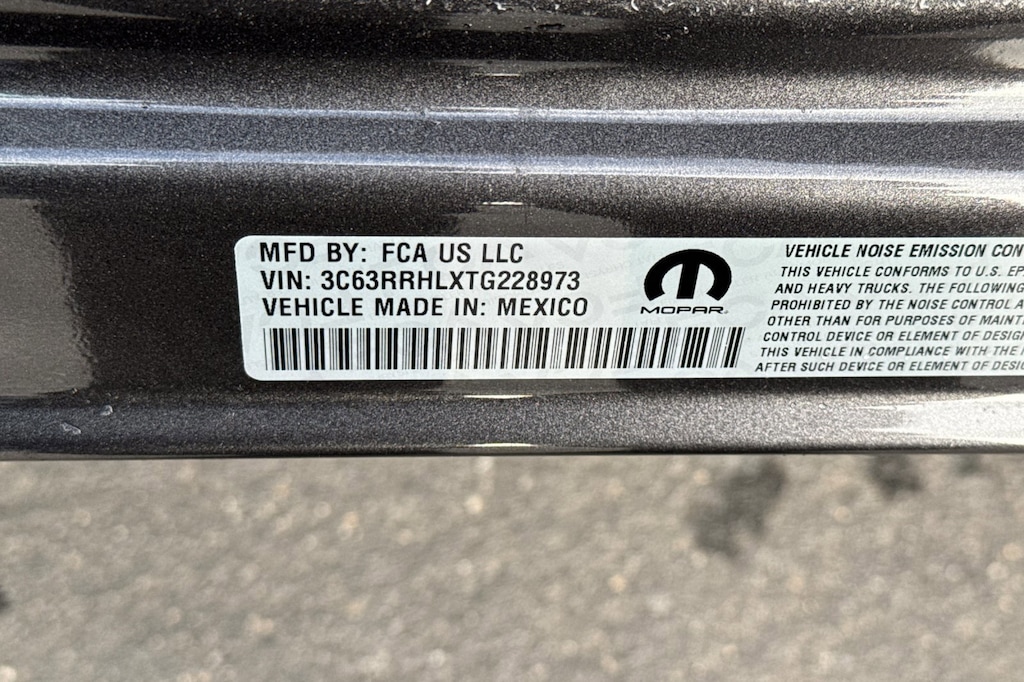 MFD BY: FCA US LLC
VIN: 3C63RRHLXTG228973
VEHICLE MADE IN: MEXICO
MOPAR
VEHICLE NOISE EMISSION CON
THIS VEHICLE CONFORMS TO U.S. EP
AND HEAVY TRUCKS. THE FOLLOWING
PROHIBITED BY THE NOISE CONTROL A
OTHER THAN FOR PURPOSES OF MAINT
CONTROL DEVICE OR ELEMENT OF DESIG
THIS VEHICLE IN COMPLIANCE WITH THE
AFTER SUCH DEVICE OR ELEMENT OF DESIG